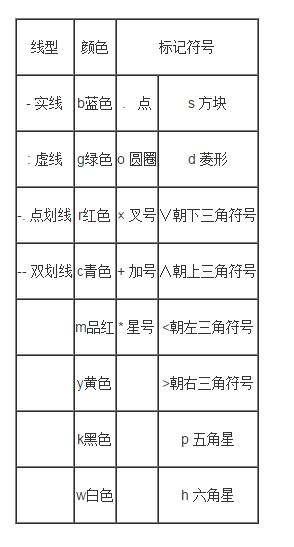 线型 颜色 标记符号
- 实线 b蓝色 . 点 s 方块
: 虚线 g绿色 o 圆圈 d 菱形
-. 点划线 r红色 × 叉号 ∨朝下三角符号
-- 双划线 c青色 + 加号 ∧朝上三角符号
m品红 * 星号 <朝左三角符号
y黄色 >朝右三角符号
k黑色 p 五角星
w白色 h 六角星